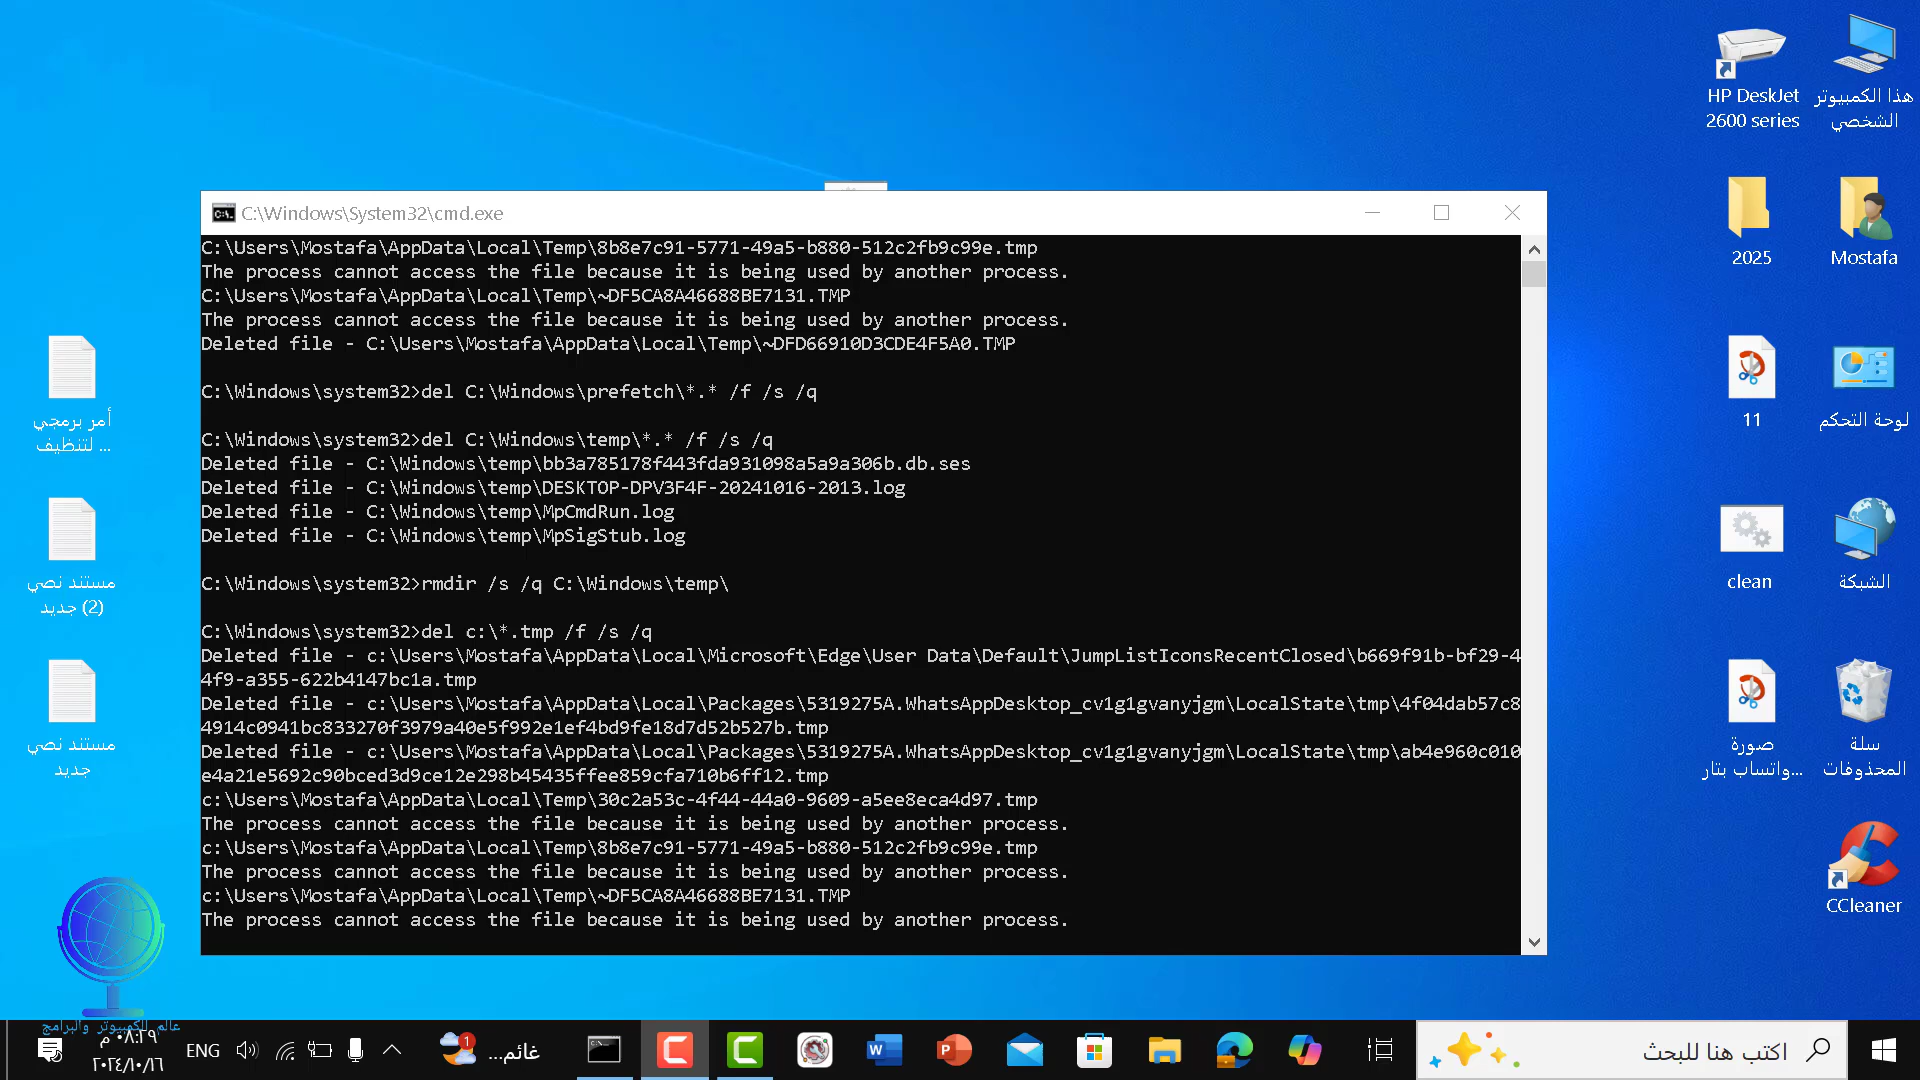 C:\Windows\System32\cmd.exe
C:\Users\Mostafa\AppData\Local\Temp\8b8e7c91-5771-49a5-b880-512c2fb9c99e.tmp
The process cannot access the file because it is being used by another process.
C:\Users\Mostafa\AppData\Local\Temp\~DF5CA8A46688BE7131.TMP
The process cannot access the file because it is being used by another process.
Deleted file - C:\Users\Mostafa\AppData\Local\Temp\~DFD66910D3CDE4F5A0.TMP
C:\Windows\system32>del C:\Windows\prefetch\*.* /f /s /q
C:\Windows\system32>del C:\Windows\temp\*.* /f /s /q
Deleted file - C:\Windows\temp\bb3a785178f443fda931098a5a9a306b.db.ses
Deleted file - C:\Windows\temp\DESKTOP-DPV3F4F-20241016-2013.log
Deleted file - C:\Windows\temp\MpCmdRun.log
Deleted file - C:\Windows\temp\MpSigStub.log
C:\Windows\system32>rmdir /s /q C:\Windows\temp\
C:\Windows\system32>del c:\*.tmp /f /s /q
Deleted file - c:\Users\Mostafa\AppData\Local\Microsoft\Edge\User Data\Default\JumpListIconsRecentClosed\b669f91b-bf29-4
4f9-a355-622b4147bc1a.tmp
Deleted file - c:\Users\Mostafa\AppData\Local\Packages\5319275A.WhatsAppDesktop_cv1g1gvanyjgm\LocalState\tmp\4f04dab57c8
4914c0941bc833270f3979a40e5f992e1ef4bd9fe18d7d52b527b.tmp
Deleted file - c:\Users\Mostafa\AppData\Local\Packages\5319275A.WhatsAppDesktop_cv1g1gvanyjgm\LocalState\tmp\ab4e960c010
e4a21e5692c90bced3d9ce12e298b45435ffee859cfa710b6ff12.tmp
c:\Users\Mostafa\AppData\Local\Temp\30c2a53c-4f44-44a0-9609-a5ee8eca4d97.tmp
The process cannot access the file because it is being used by another process.
c:\Users\Mostafa\AppData\Local\Temp\8b8e7c91-5771-49a5-b880-512c2fb9c99e.tmp
The process cannot access the file because it is being used by another process.
c:\Users\Mostafa\AppData\Local\Temp\~DF5CA8A46688BE7131.TMP
The process cannot access the file because it is being used by another process.
هذا الكمبيوتر
الشخصي
HP DeskJet
2600 series
Mostafa
2025
لوحة التحكم
11
الشبكة
clean
سلة
المحذوفات
صورة
واتساب بتار...
CCleaner
أمر برمجي
لتنظيف ...
مستند نصي
جديد (2)
مستند نصي
جديد
عالم الكمبيوتر والبرامج
اكتب هنا للبحث
غائم...
1
ENG
٠٨:٢٩ م
٢٠٢٤/١٠/١٦